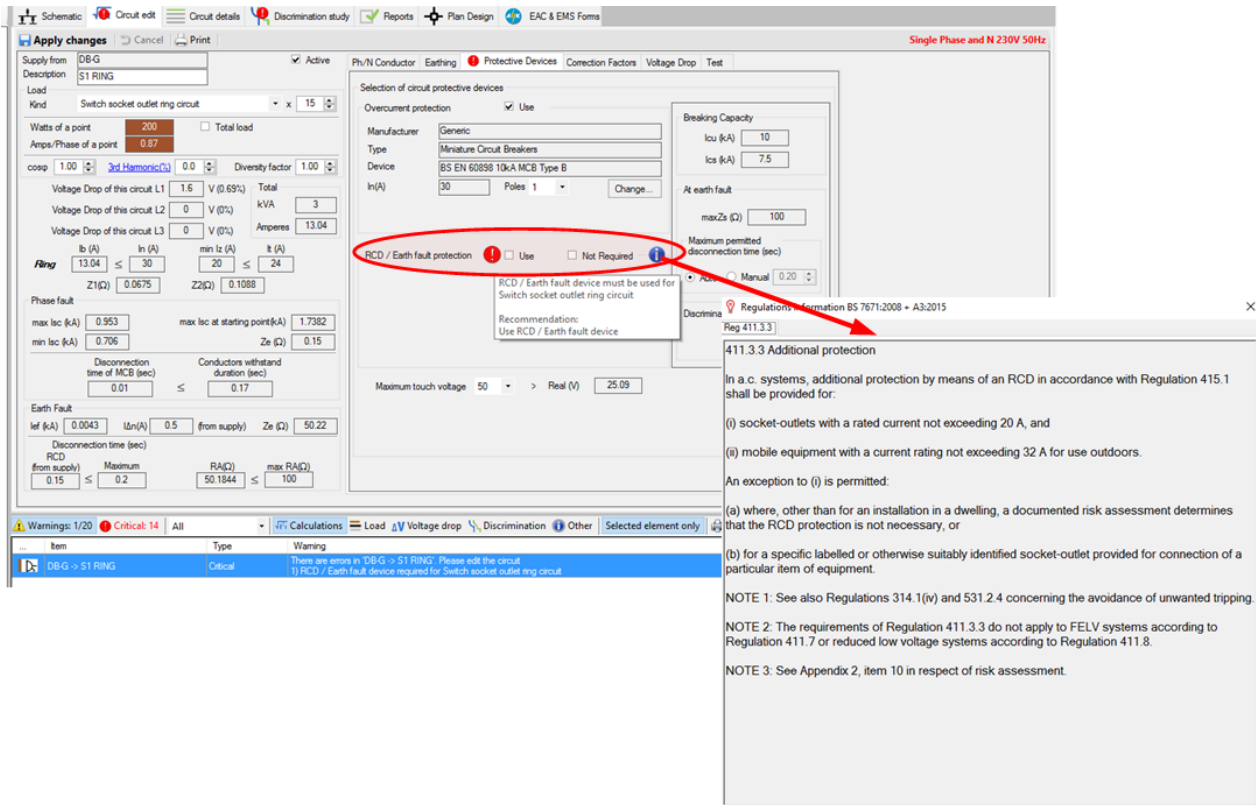 Schematic Circuit edit Circuit details Discrimination study Reports Plan Design EAC & EMS Forms
Apply changes Cancel Print Single Phase and N 230V 50Hz
Supply from DB-G Active
Description S1 RING
Load
Kind Switch socket outlet ring circuit x 15
Watts of a point 200 Total load
Amps/Phase of a point 0.87
cosφ 1.00 3rd Harmonic(%) 0.0 Diversity factor 1.00
Voltage Drop of this circuit L1 1.6 V (0.69%) Total
Voltage Drop of this circuit L2 0 V (0%) kVA 3
Voltage Drop of this circuit L3 0 V (0%) Amperes 13.04
Ib (A) In (A) min Iz (A) It (A)
Ring 13.04 ≤ 30 20 ≤ 24
Z1(Ω) 0.0675 Z2(Ω) 0.1088
Phase fault
max Isc (kA) 0.953 max Isc at starting point(kA) 1.7382
min Isc (kA) 0.706 Ze (Ω) 0.15
Disconnection time of MCB (sec) Conductors withstand duration (sec)
0.01 ≤ 0.17
Earth Fault
Ief (kA) 0.0043 IΔn(A) 0.5 (from supply) Ze (Ω) 50.22
Disconnection time (sec)
RCD
(from supply) Maximum RA(Ω) max RA(Ω)
0.15 ≤ 0.2 50.1844 ≤ 100
Ph/N Conductor Earthing Protective Devices Correction Factors Voltage Drop Test
Selection of circuit protective devices
Overcurrent protection Use
Manufacturer Generic
Type Miniature Circuit Breakers
Device BS EN 60898 10kA MCB Type B
In(A) 30 Poles 1 Change...
Breaking Capacity
Icu (kA) 10
Ics (kA) 7.5
At earth fault
maxZs (Ω) 100
Maximum permitted
disconnection time (sec)
Manual 0.20
RCD / Earth fault protection Use Not Required
RCD / Earth fault device must be used for
Switch socket outlet ring circuit
Recommendation:
Use RCD / Earth fault device
Maximum touch voltage 50 > Real (V) 25.09
Warnings: 1/20 Critical: 14 All Calculations Load ΔV Voltage drop Discrimination Other Selected element only
... Item Type Warning
DB-G -> S1 RING Critical There are errors in 'DB-G -> S1 RING'. Please edit the circuit
1) RCD / Earth fault device required for Switch socket outlet ring circuit
Regulations Information BS 7671:2008 + A3:2015
Reg 411.3.3
411.3.3 Additional protection
In a.c. systems, additional protection by means of an RCD in accordance with Regulation 415.1
shall be provided for:
(i) socket-outlets with a rated current not exceeding 20 A, and
(ii) mobile equipment with a current rating not exceeding 32 A for use outdoors.
An exception to (i) is permitted:
(a) where, other than for an installation in a dwelling, a documented risk assessment determines
that the RCD protection is not necessary, or
(b) for a specific labelled or otherwise suitably identified socket-outlet provided for connection of a
particular item of equipment.
NOTE 1: See also Regulations 314.1(iv) and 531.2.4 concerning the avoidance of unwanted tripping.
NOTE 2: The requirements of Regulation 411.3.3 do not apply to FELV systems according to
Regulation 411.7 or reduced low voltage systems according to Regulation 411.8.
NOTE 3: See Appendix 2, item 10 in respect of risk assessment.